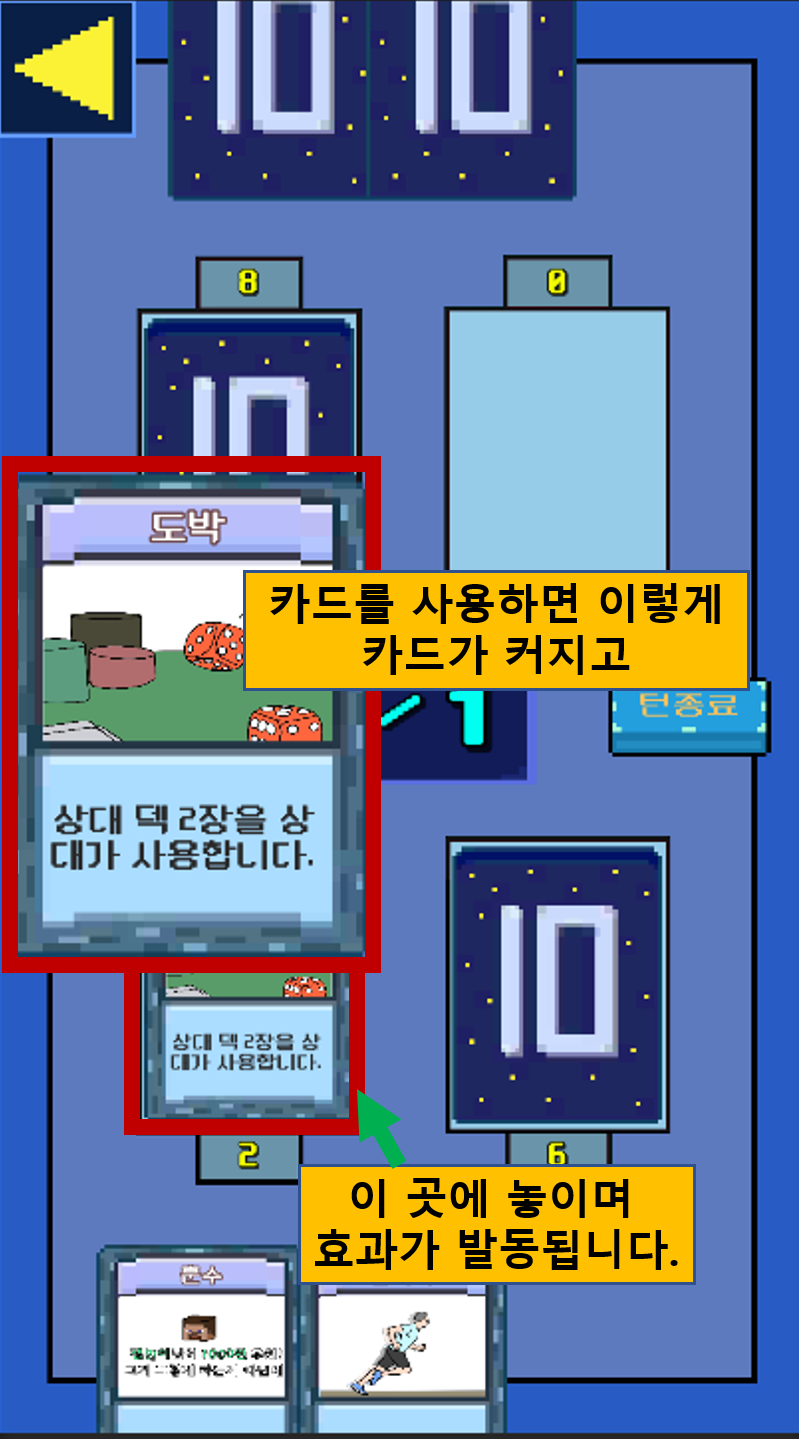 10 10
8
0
10
도박
카드를 사용하면 이렇게
카드가 커지고
턴종료
상대 덱 2장을 상
대가 사용합니다.
10
상대 덱 2장을 상
대가 사용합니다.
2
6
이 곳에 놓이며
효과가 발동됩니다.